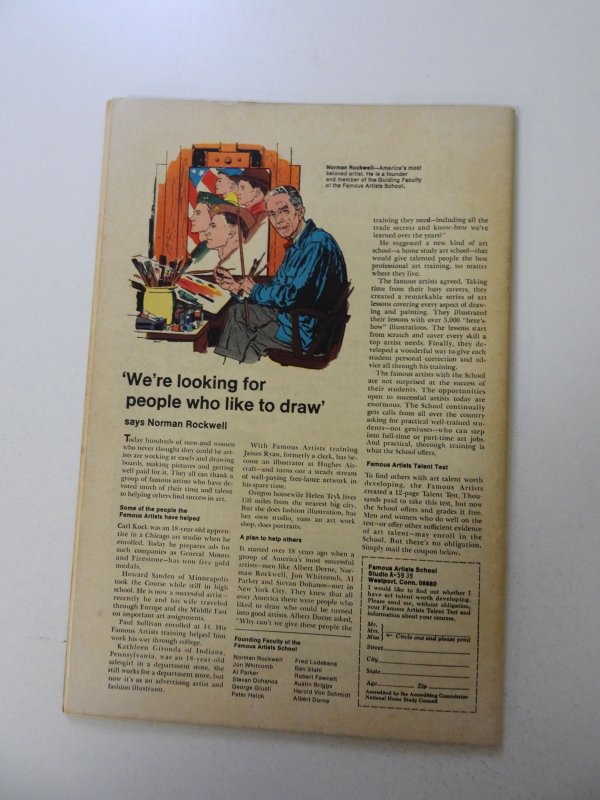 Norman Rockwell—America's most
beloved artist. He is a founder
and member of the Guiding Faculty
of the Famous Artists School.
'We're looking for
people who like to draw'
says Norman Rockwell
Today hundreds of men and women
who never thought they could be art-
ists are working at easels and drawing
boards, making pictures and getting
well paid for it. They all can thank a
group of famous artists who have de-
voted much of their time and talent
to helping others find success in art.
Some of the people the
Famous Artists have helped
Carl Kock was an 18-year-old appren-
tice in a Chicago art studio when he
enrolled. Today he prepares ads for
such companies as General Motors
and Firestone—has won five gold
medals.
Howard Sunden of Minneapolis
took the Course while still in high
school. He is now a successful artist—
recently he and his wife traveled
through Europe and the Middle East
on important art assignments.
Paul Sullivan enrolled at 14. His
Famous Artists training helped him
work his way through college.
Kathleen Gironda of Indiana,
Pennsylvania, was an 18-year-old
salesgirl in a department store. She
still works for a department store, but
now it's as an advertising artist and
fashion illustrator.
With Famous Artists training
James Ryan, formerly a clerk, has be-
come an illustrator at Hughes Air-
craft—and turns out a steady stream
of well-paying free-lance artwork in
his spare time.
Oregon housewife Helen Tryk lives
150 miles from the nearest big city.
But she does fashion illustration, has
her own studio, runs an art work
shop, does portraits.
A plan to help others
It started over 18 years ago when a
group of America's most successful
artists—men like Albert Dorne, Nor-
man Rockwell, Jon Whitcomb, Al
Parker and Stevan Dohanos—met in
New York City. They knew that all
over America there were people who
liked to draw who could be turned
into good artists. Albert Dorne asked,
"Why can't we give these people the
Founding Faculty of the
Famous Artists School
Norman Rockwell
Jon Whitcomb
Al Parker
Stevan Dohanos
George Giusti
Peter Helck
Fred Ludekens
Ben Stahl
Robert Fawcett
Austin Briggs
Harold Von Schmidt
Albert Dorne
training they need—including all the
trade secrets and know-how we've
learned over the years?"
He suggested a new kind of art
school—a home study art school—that
would give talented people the best
professional art training, no matter
where they live.
The famous artists agreed. Taking
time from their busy careers, they
created a remarkable series of art
lessons covering every aspect of draw-
ing and painting. They illustrated
their lessons with over 5,000 "here's-
how" illustrations. The lessons start
from scratch and cover every skill a
top artist needs. Finally, they de-
veloped a wonderful way to give each
student personal correction and ad-
vice all through his training.
The famous artists with the School
are not surprised at the success of
their students. The opportunities
open to successful artists today are
enormous. The School continually
gets calls from all over the country
asking for practical well-trained stu-
dents—not geniuses—who can step
into full-time or part-time art jobs.
And practical, thorough training is
what the School offers.
Famous Artists Talent Test
To find others with art talent worth
developing, the Famous Artists
created a 12-page Talent Test. Thou-
sands paid to take this test, but now
the School offers and grades it free.
Men and women who do well on the
test—or offer other sufficient evidence
of art talent—may enroll in the
School. But there's no obligation.
Simply mail the coupon below.
Famous Artists School
Studio A-5939
Westport, Conn. 06880
I would like to find out whether I
have art talent worth developing.
Please send me, without obligation,
your Famous Artists Talent Test and
information about your courses.
Mr.
Mrs. ← Circle one and please print
Miss
Street
City
State
Age Zip
Accredited by the Accrediting Commission
National Home Study Council